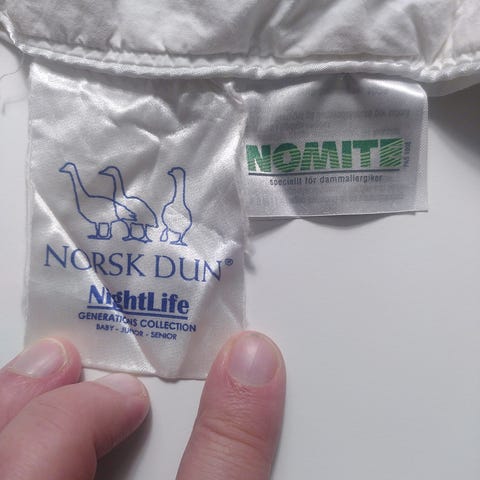 NORSK DUN®
NightLife
GENERATIONS COLLECTION
BABY - JUNIOR - SENIOR
NOMITE
speciellt för dammallergiker